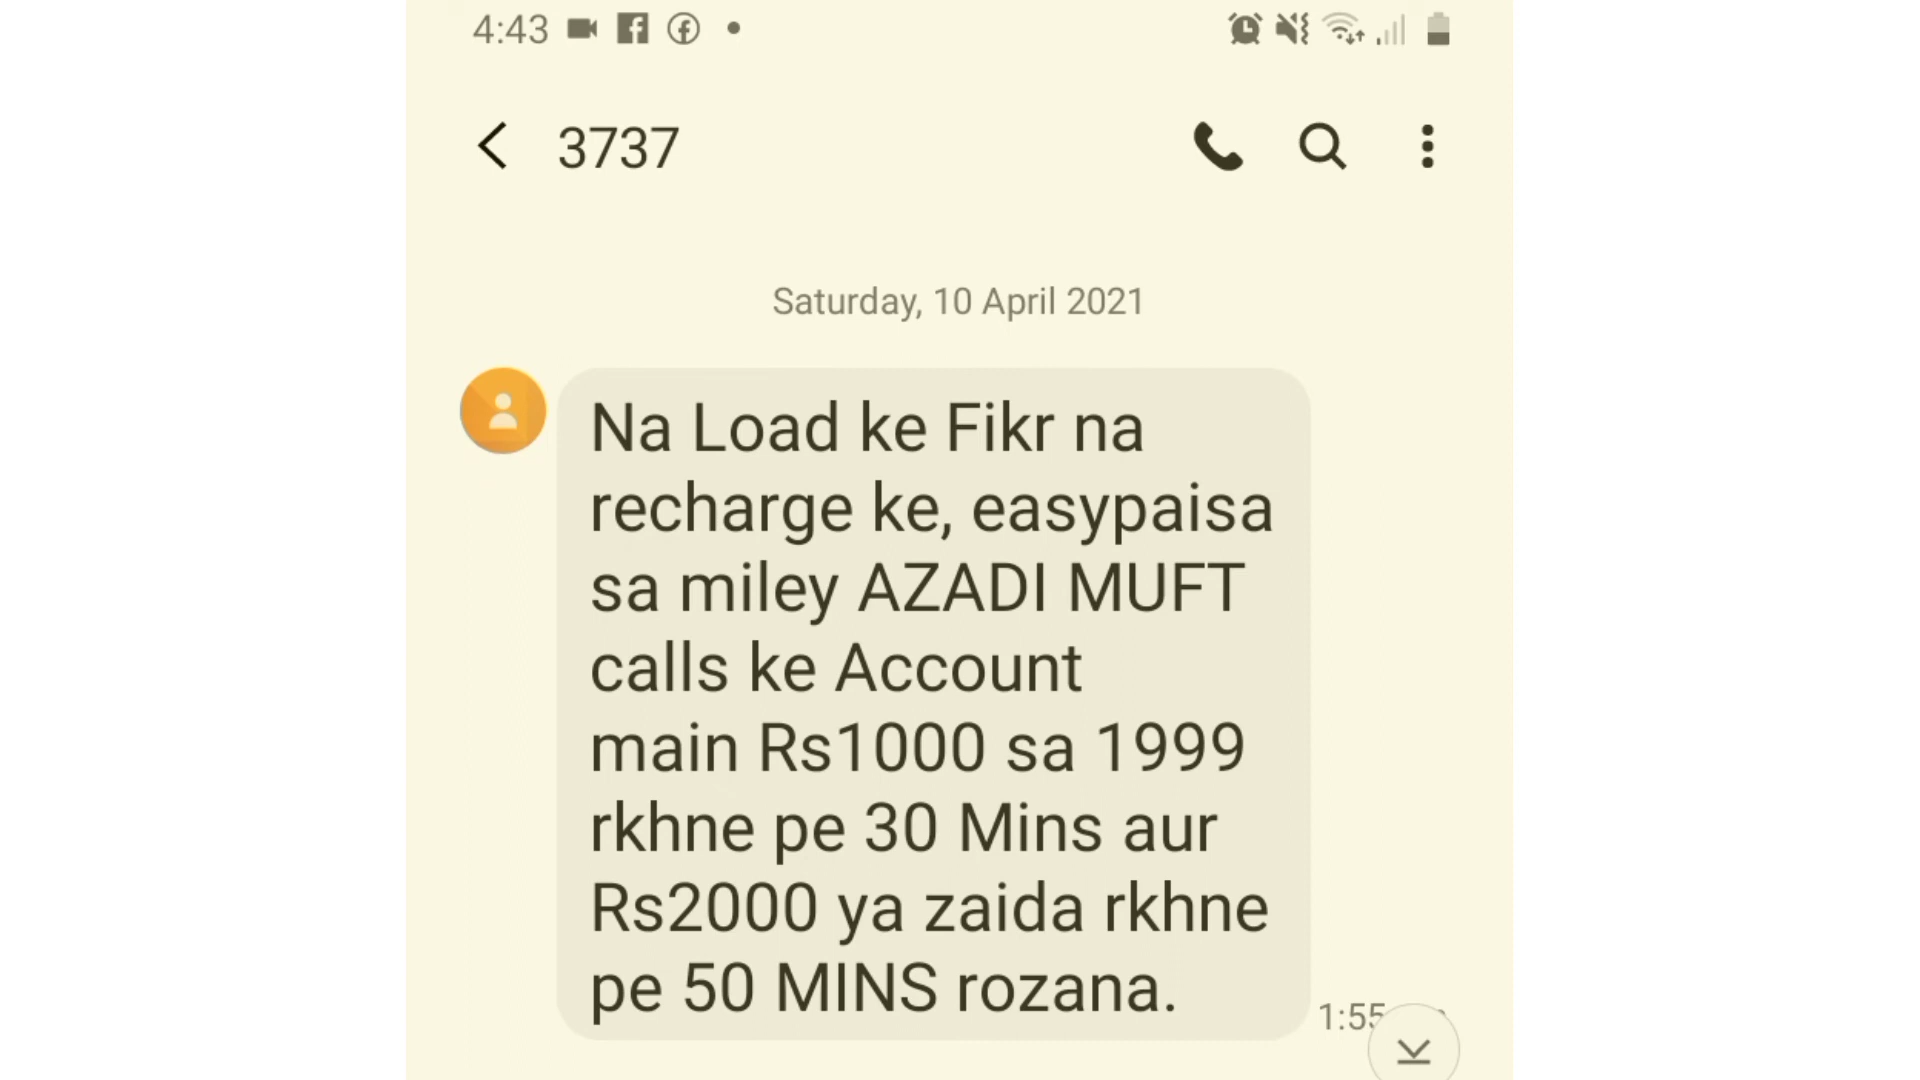 4:43
3737
Saturday, 10 April 2021
Na Load ke Fikr na
recharge ke, easypaisa
sa miley AZADI MUFT
calls ke Account
main Rs1000 sa 1999
rkhne pe 30 Mins aur
Rs2000 ya zaida rkhne
pe 50 MINS rozana.
1:55